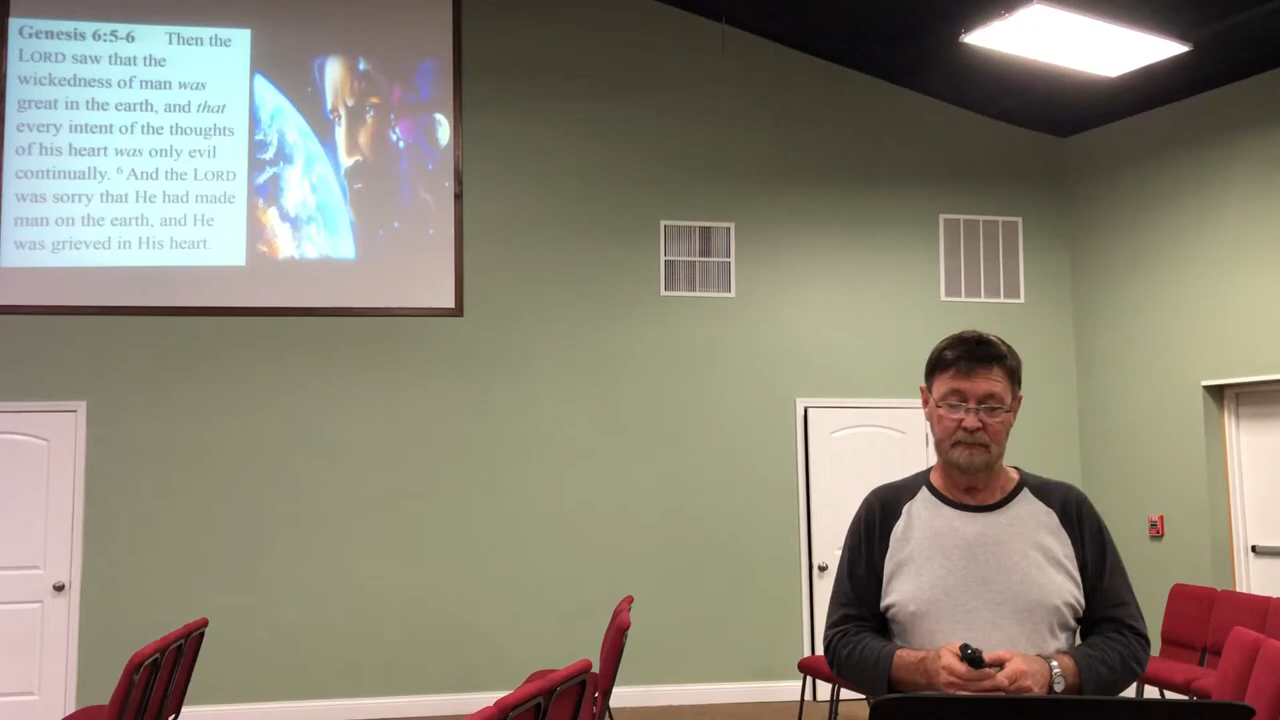 Genesis 6:5-6 Then the
LORD saw that the
wickedness of man was
great in the earth, and that
every intent of the thoughts
of his heart was only evil
continually. ⁶ And the LORD
was sorry that He had made
man on the earth, and He
was grieved in His heart.